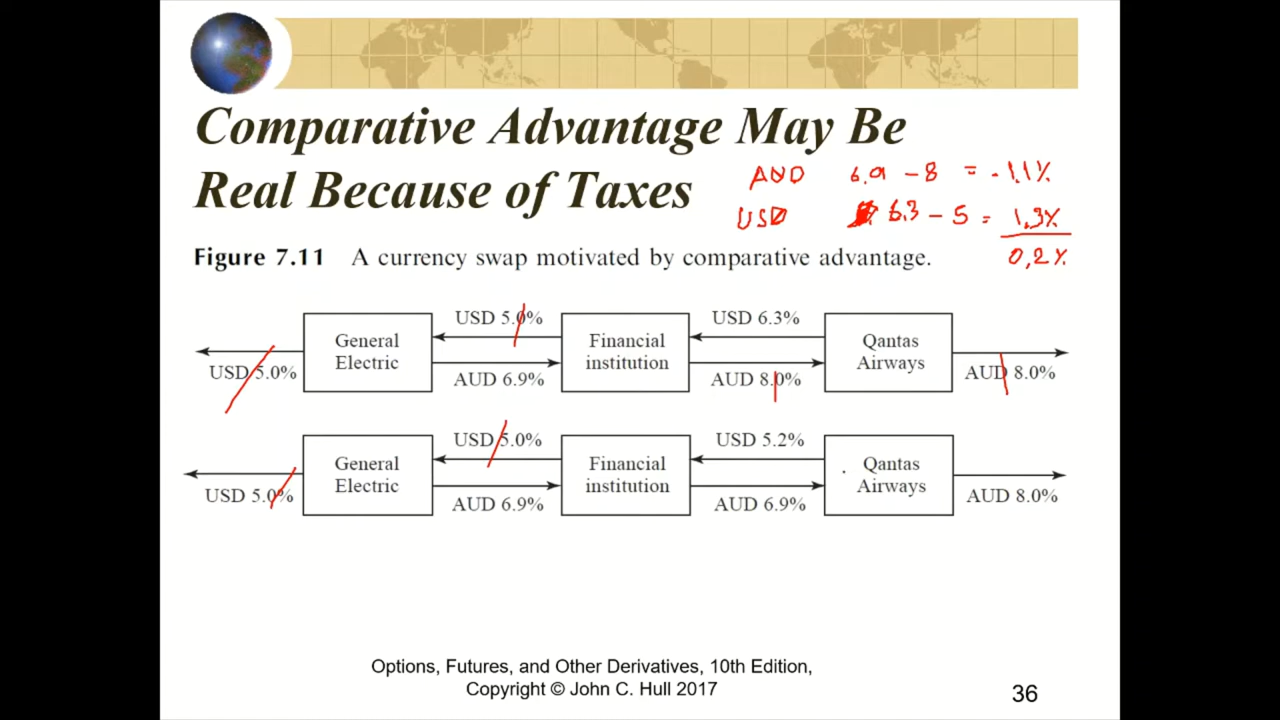 Comparative Advantage May Be
Real Because of Taxes
AUD 6.9 - 8 = -1.1%
USD 6.3 - 5 = 1,3%
0,2%
Figure 7.11 A currency swap motivated by comparative advantage.
USD 5.0% USD 6.3%
General Electric Financial institution Qantas Airways
USD 5.0% AUD 6.9% AUD 8.0% AUD 8.0%
USD 5.0% USD 5.2%
General Electric Financial institution Qantas Airways
USD 5.0% AUD 6.9% AUD 6.9% AUD 8.0%
Options, Futures, and Other Derivatives, 10th Edition,
Copyright © John C. Hull 2017
36